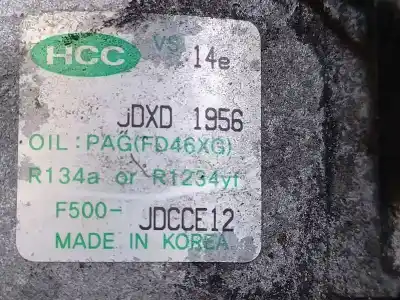 HCC VS 14e
JDXD 1956
OIL : PAG(FD46XG)
R134a or R1234yf
F500- JDCCE12
MADE IN KOREA